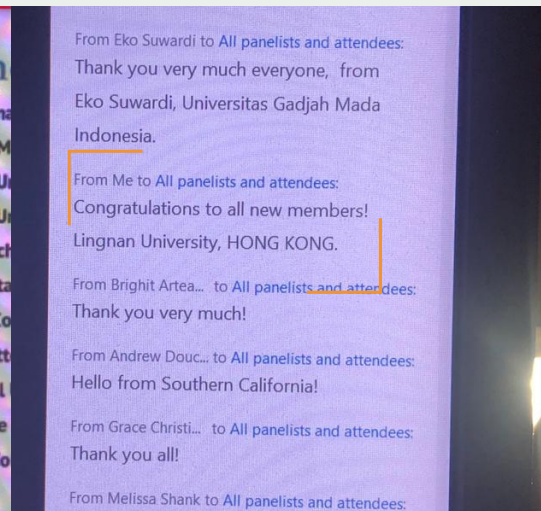 From Eko Suwardi to All panelists and attendees:
Thank you very much everyone, from
Eko Suwardi, Universitas Gadjah Mada
Indonesia.
From Me to All panelists and attendees:
Congratulations to all new members!
Lingnan University, HONG KONG.
From Brighit Artea... to All panelists and attendees:
Thank you very much!
From Andrew Douc... to All panelists and attendees:
Hello from Southern California!
From Grace Christi... to All panelists and attendees:
Thank you all!
From Melissa Shank to All panelists and attendees: